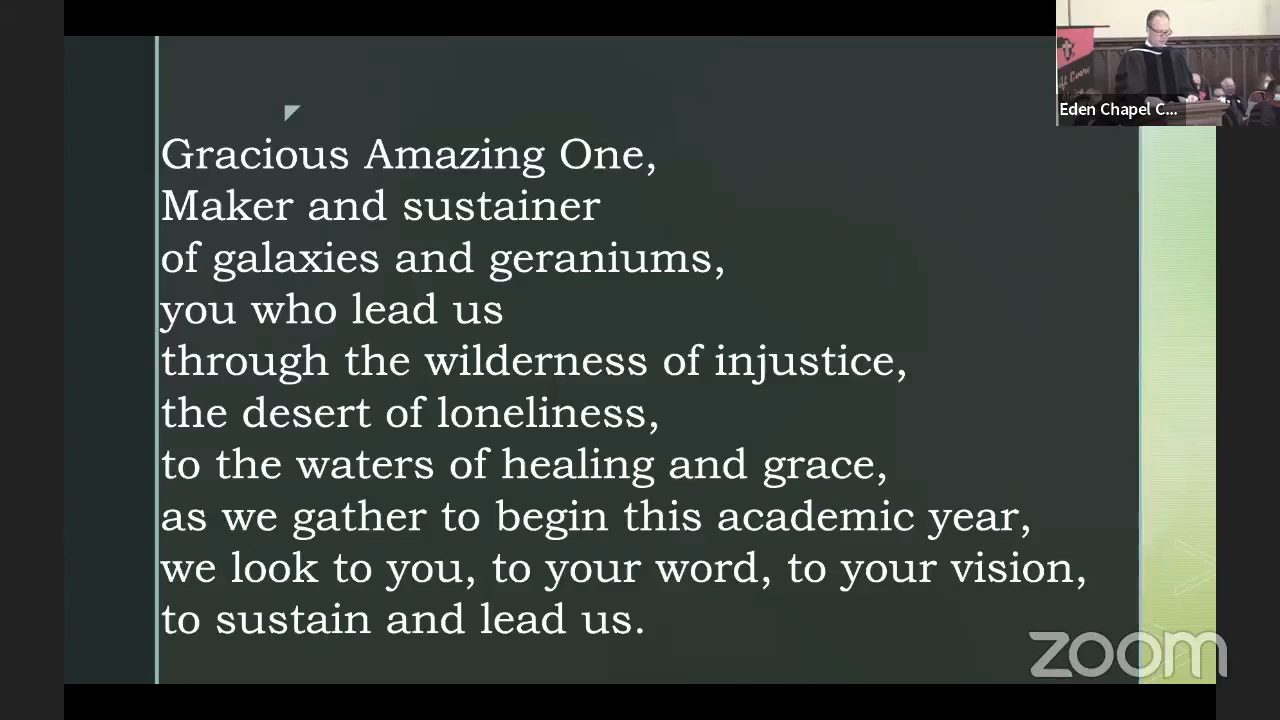 Gracious Amazing One,
Maker and sustainer
of galaxies and geraniums,
you who lead us
through the wilderness of injustice,
the desert of loneliness,
to the waters of healing and grace,
as we gather to begin this academic year,
we look to you, to your word, to your vision,
to sustain and lead us.
Eden Chapel C...
zoom